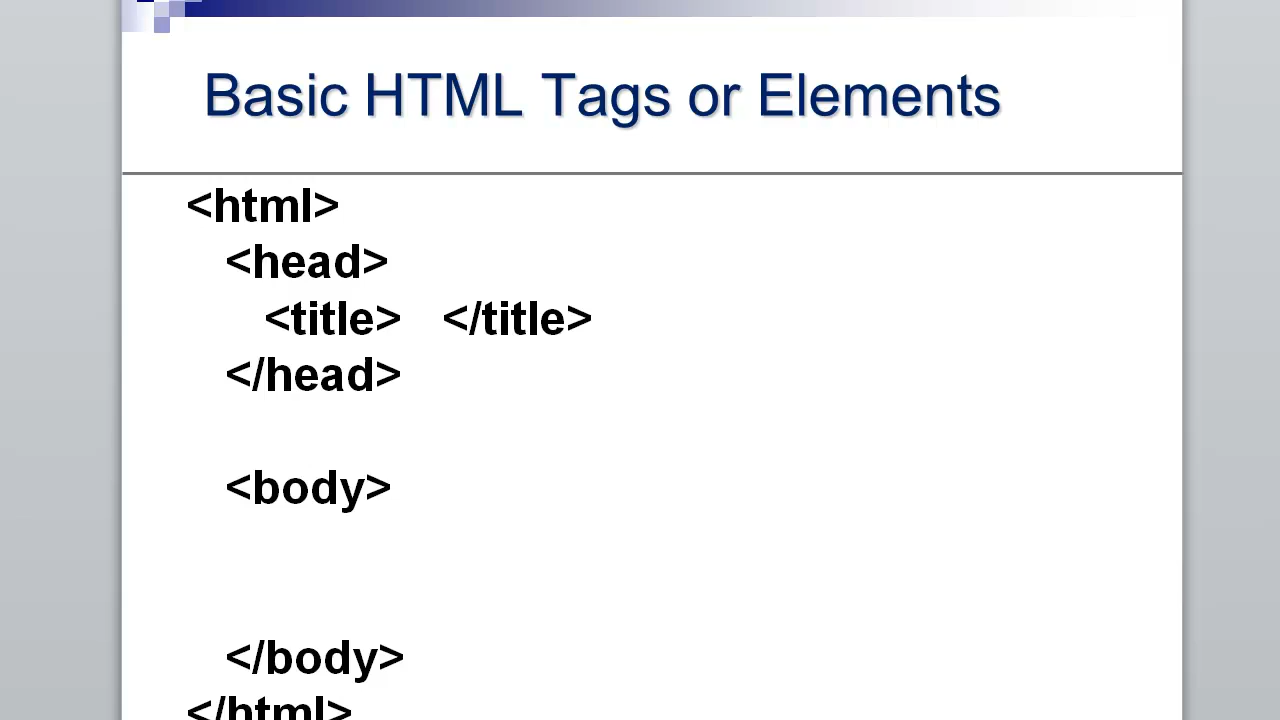 Basic HTML Tags or Elements
<html>
<head>
<title> </title>
</head>
<body>
</body>
</html>